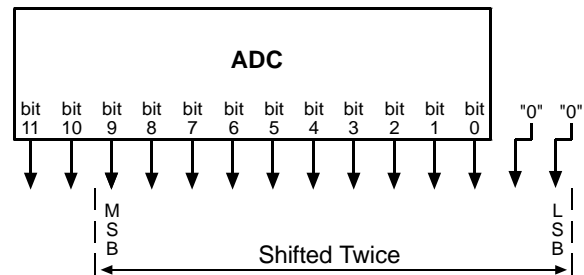 ADC
bit bit bit bit bit bit bit bit bit bit bit bit "0" "0"
11 10 9 8 7 6 5 4 3 2 1 0
MSB LSB
Shifted Twice